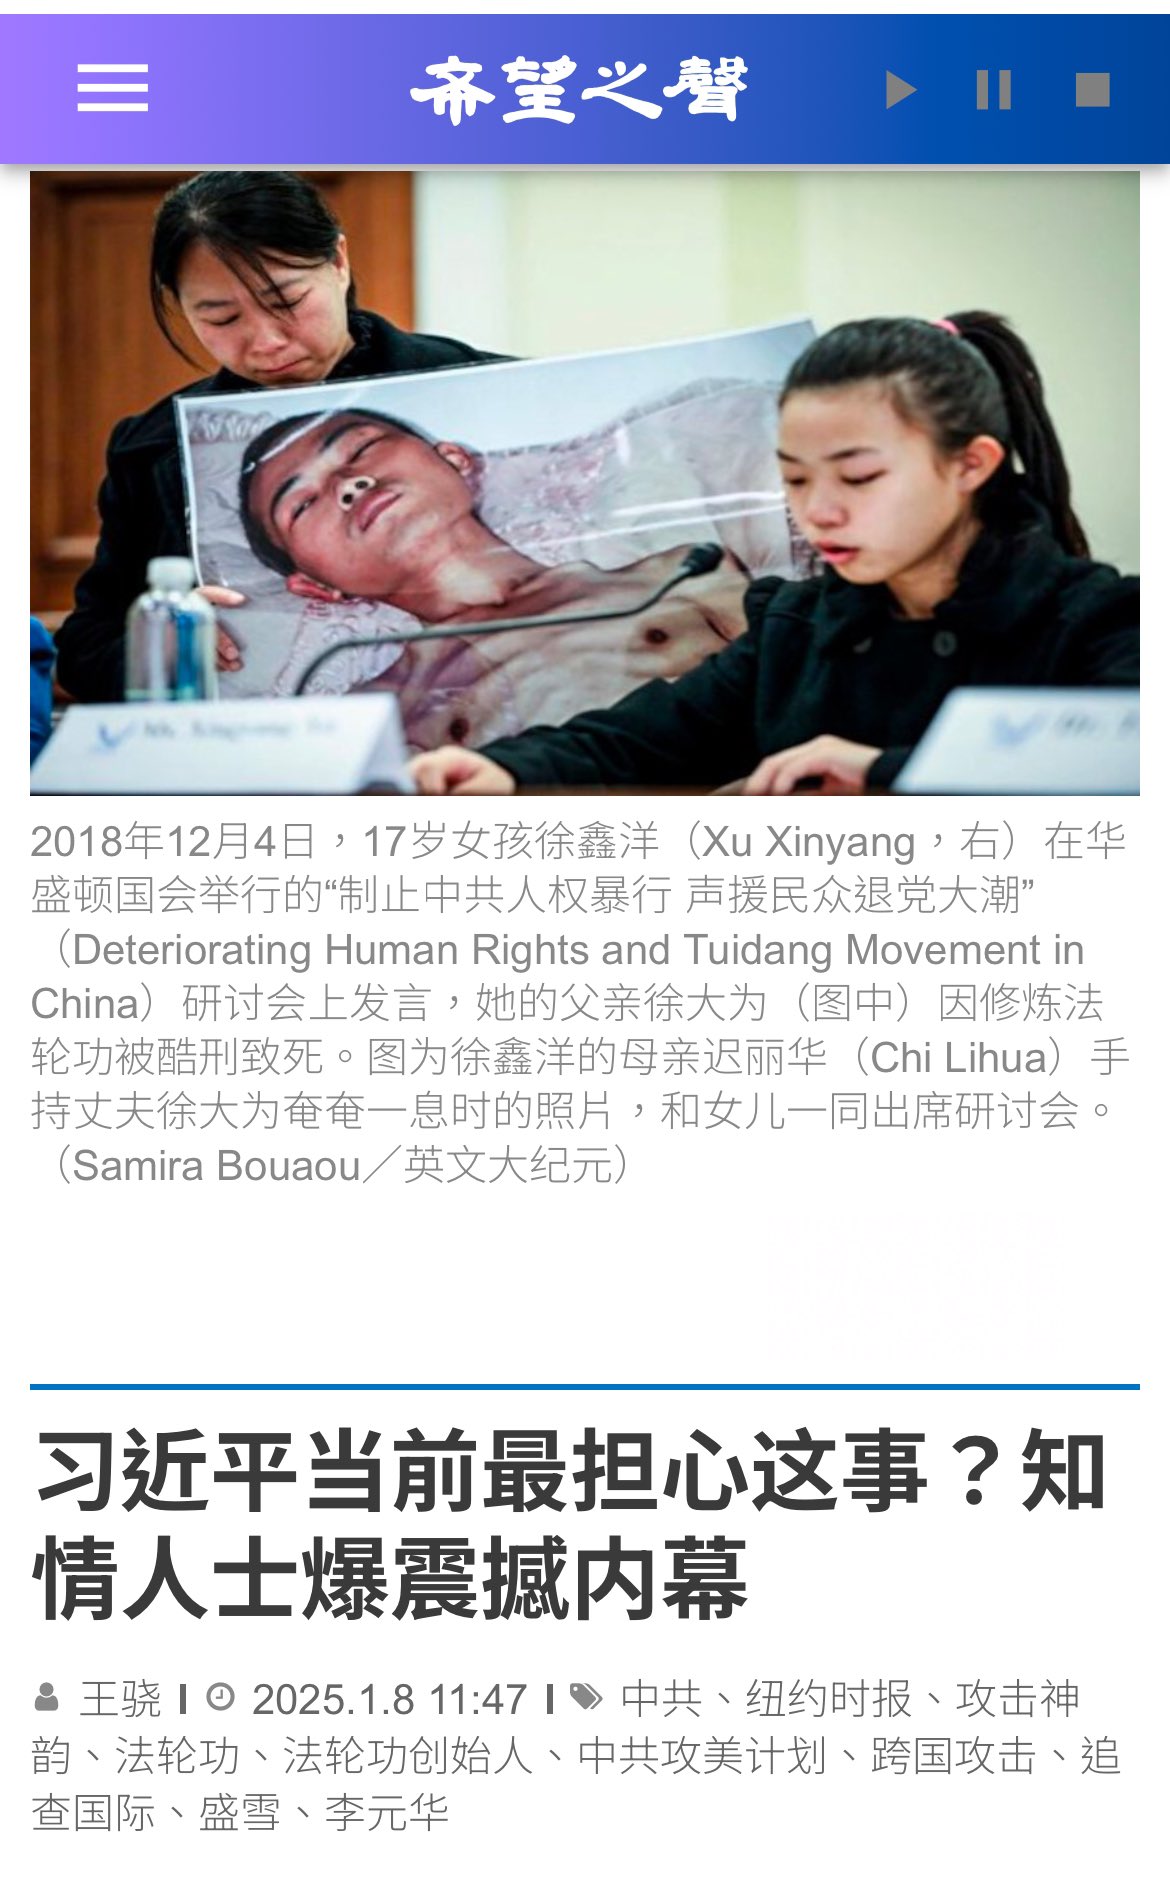 希望之聲
2018年12月4日，17岁女孩徐鑫洋（Xu Xinyang，右）在华
盛顿国会举行的“制止中共人权暴行 声援民众退党大潮”
（Deteriorating Human Rights and Tuidang Movement in
China）研讨会上发言，她的父亲徐大为（图中）因修炼法
轮功被酷刑致死。图为徐鑫洋的母亲迟丽华（Chi Lihua）手
持丈夫徐大为奄奄一息时的照片，和女儿一同出席研讨会。
（Samira Bouaou／英文大纪元）
习近平当前最担心这事？知
情人士爆震撼内幕
王骁 I 2025.1.8 11:47 I 中共、纽约时报、攻击神
韵、法轮功、法轮功创始人、中共攻美计划、跨国攻击、追
查国际、盛雪、李元华